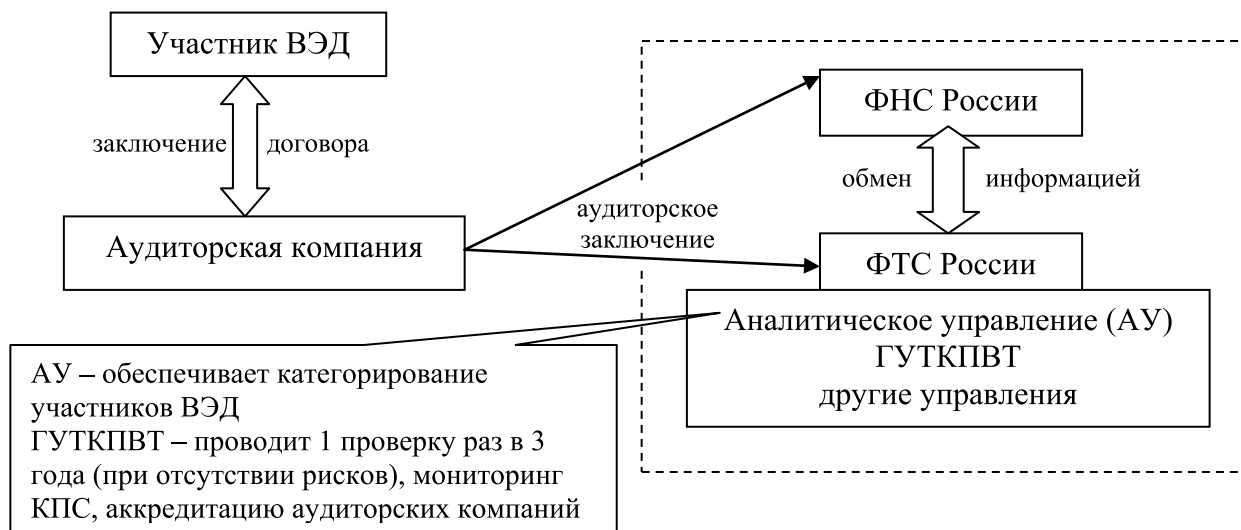 Участник ВЭД
заключение договора
Аудиторская компания
аудиторское
заключение
ФНС России
обмен информацией
ФТС России
Аналитическое управление (АУ)
ГУТКПВТ
другие управления
АУ – обеспечивает категорирование
участников ВЭД
ГУТКПВТ – проводит 1 проверку раз в 3
года (при отсутствии рисков), мониторинг
КПС, аккредитацию аудиторских компаний